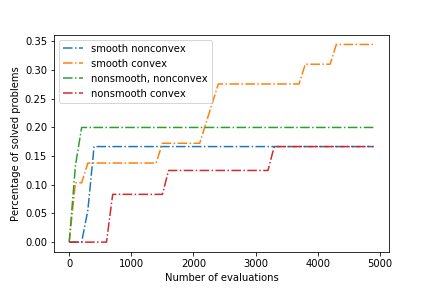 0.35
0.30
0.25
0.20
0.15
0.10
0.05
0.00
Percentage of solved problems
smooth nonconvex
smooth convex
nonsmooth, nonconvex
nonsmooth convex
0 1000 2000 3000 4000 5000
Number of evaluations